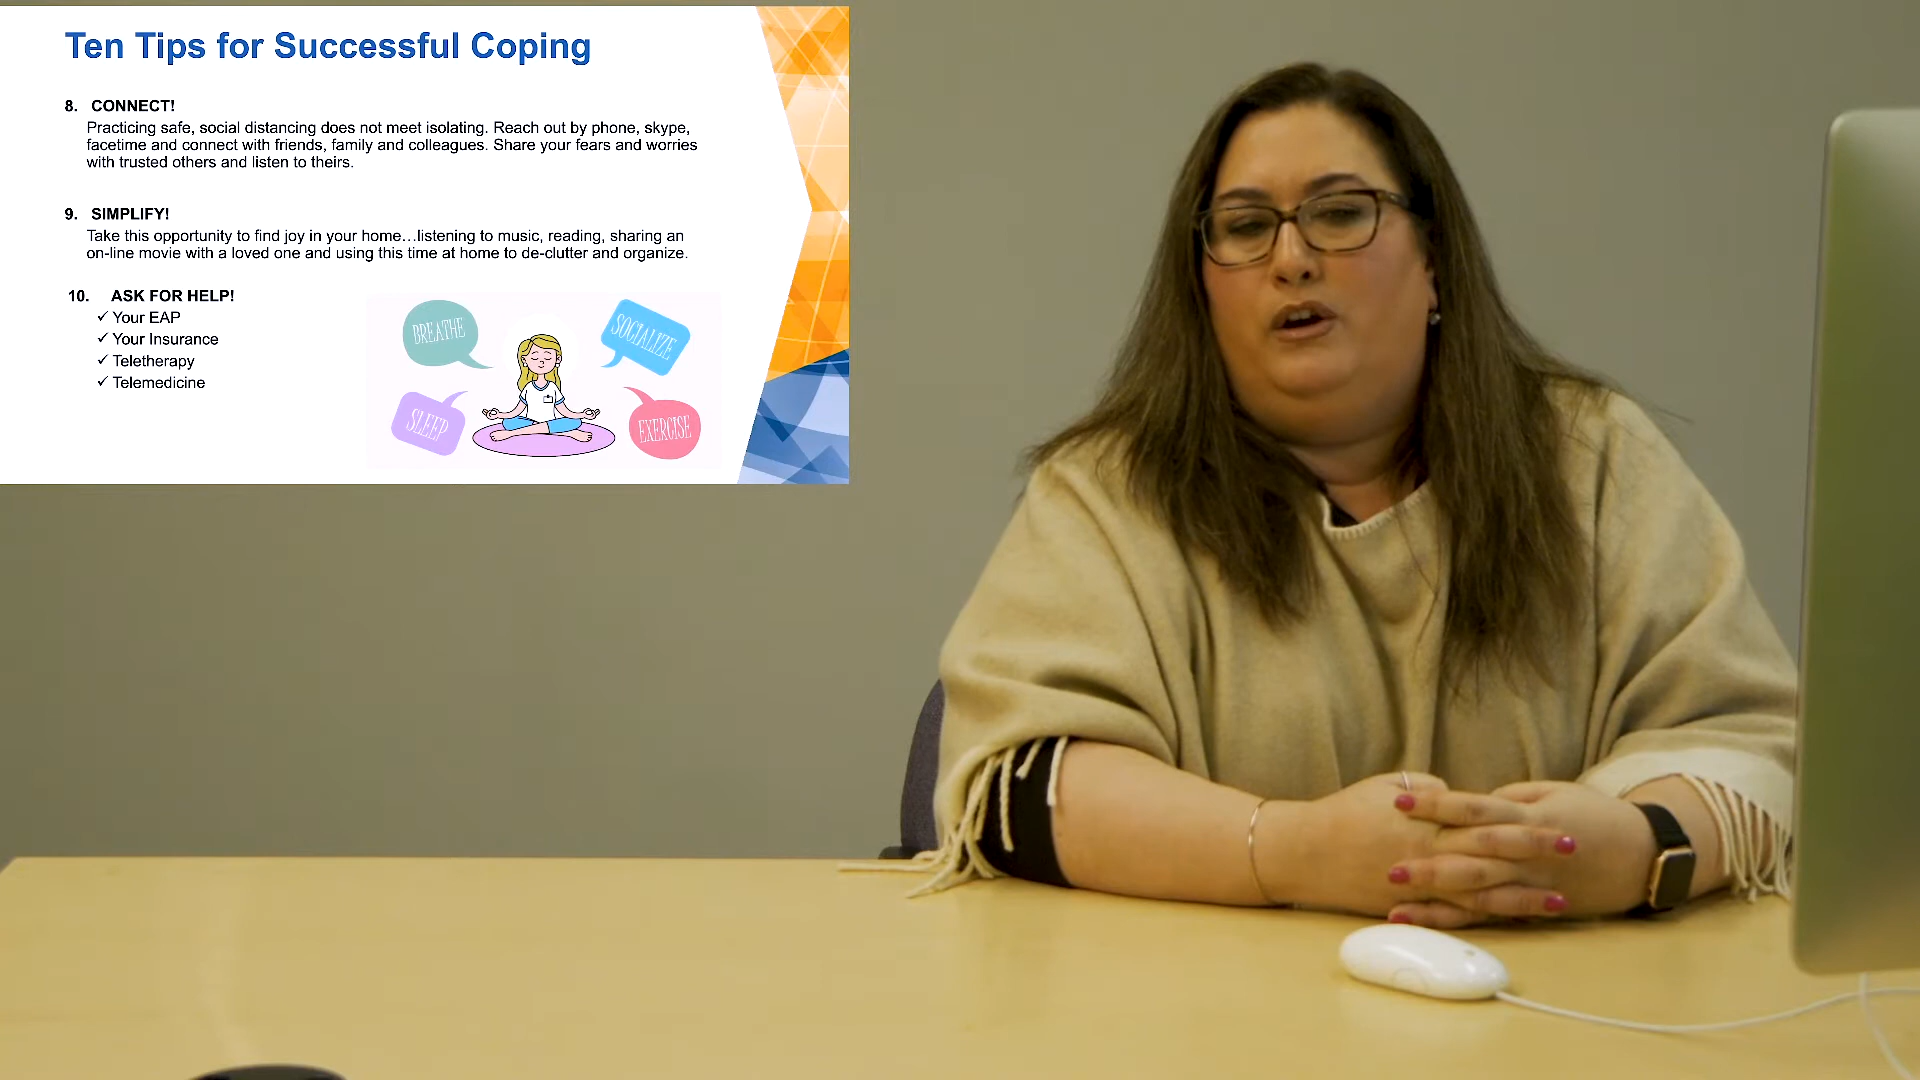 Ten Tips for Successful Coping
8. CONNECT!
Practicing safe, social distancing does not meet isolating. Reach out by phone, skype,
facetime and connect with friends, family and colleagues. Share your fears and worries
with trusted others and listen to theirs.
9. SIMPLIFY!
Take this opportunity to find joy in your home…listening to music, reading, sharing an
on-line movie with a loved one and using this time at home to de-clutter and organize.
10. ASK FOR HELP!
✓ Your EAP
✓ Your Insurance
✓ Teletherapy
✓ Telemedicine
BREATHE
SOCIALIZE
SLEEP
EXERCISE